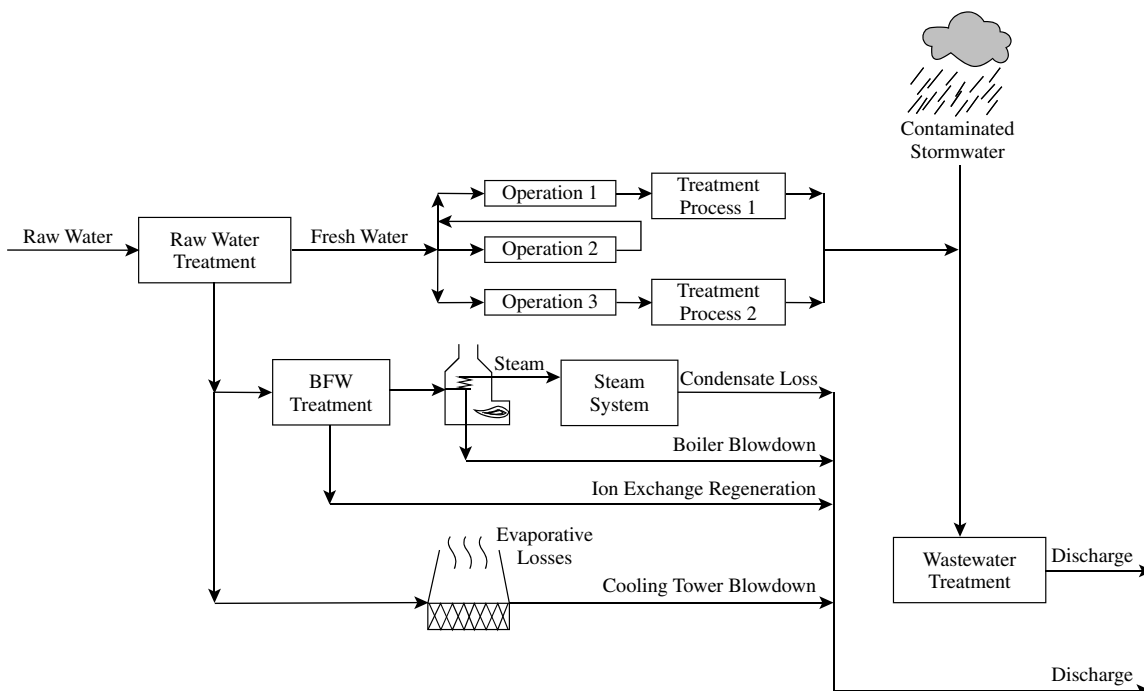 Contaminated
Stormwater
Operation 1
Treatment
Process 1
Raw Water
Raw Water
Treatment
Fresh Water
Operation 2
Operation 3
Treatment
Process 2
BFW
Treatment
Steam
Steam
System
Condensate Loss
Boiler Blowdown
Ion Exchange Regeneration
Evaporative
Losses
Wastewater
Treatment
Discharge
Cooling Tower Blowdown
Discharge